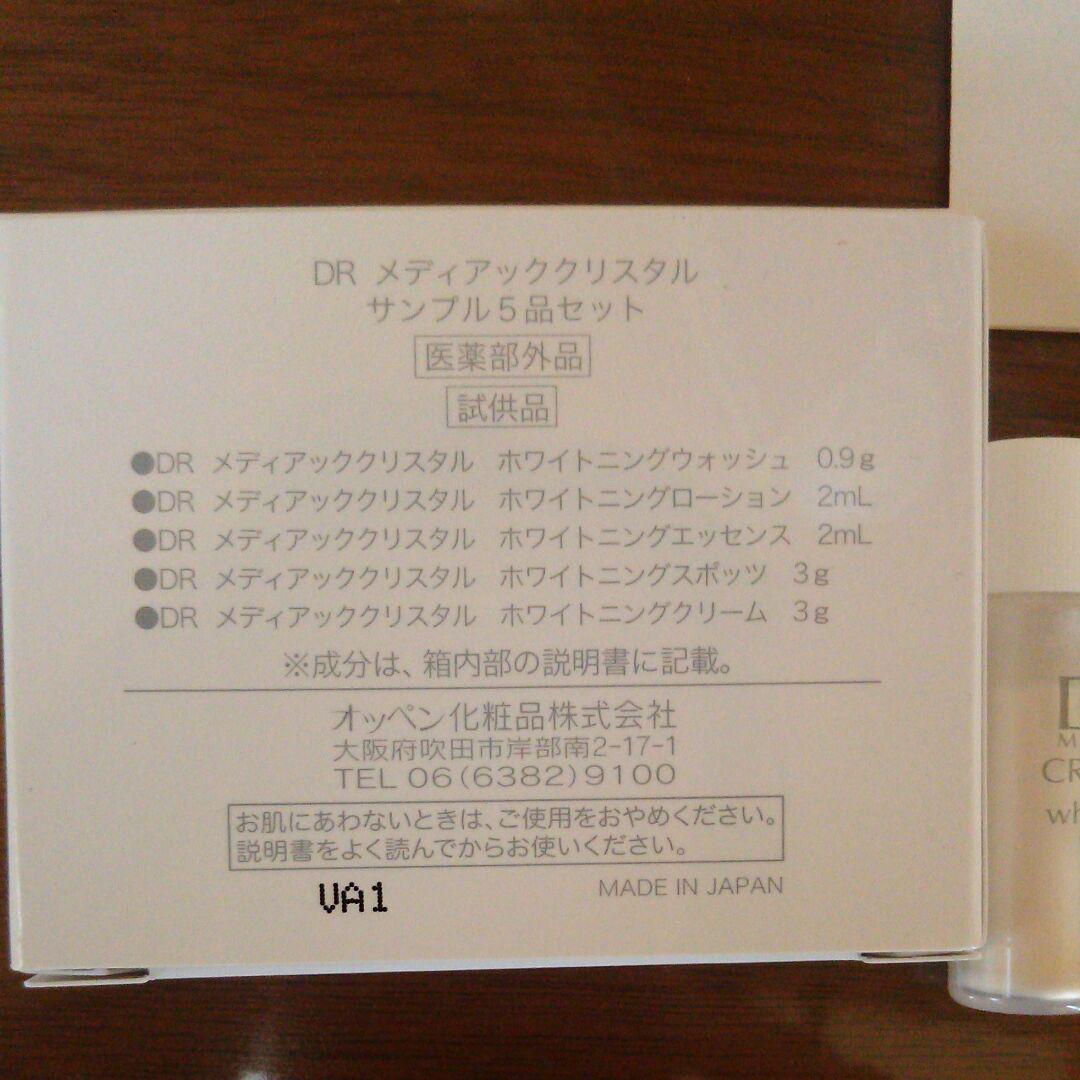 DR メディアッククリスタル
サンプル5品セット
医薬部外品
試供品
●DR メディアッククリスタル ホワイトニングウォッシュ 0.9g
●DR メディアッククリスタル ホワイトニングローション 2mL
●DR メディアッククリスタル ホワイトニングエッセンス 2mL
●DR メディアッククリスタル ホワイトニングスポッツ 3g
●DR メディアッククリスタル ホワイトニングクリーム 3g
※成分は、箱内部の説明書に記載。
オッペン化粧品株式会社
大阪府吹田市岸部南2-17-1
TEL 06(6382)9100
お肌にあわないときは、ご使用をおやめください。
説明書をよく読んでからお使いください。
VA1
MADE IN JAPAN